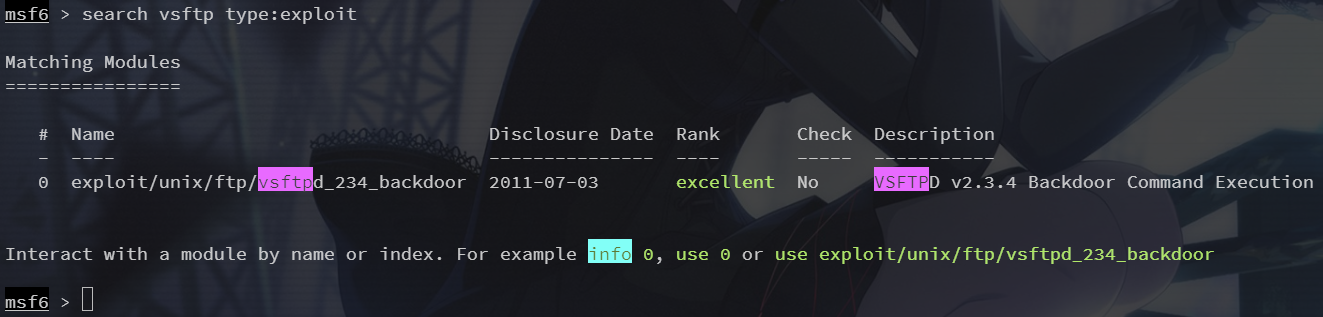 msf6 > search vsftp type:exploit
Matching Modules
================
# Name Disclosure Date Rank Check Description
- ---- --------------- ---- ----- -----------
0 exploit/unix/ftp/vsftpd_234_backdoor 2011-07-03 excellent No VSFTPD v2.3.4 Backdoor Command Execution
Interact with a module by name or index. For example info 0, use 0 or use exploit/unix/ftp/vsftpd_234_backdoor
msf6 >